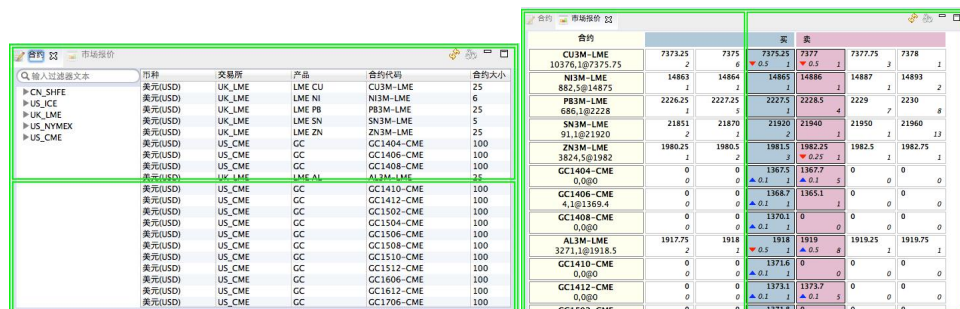 合约 市场报价
输入过滤器文本
CN_SHFE
US_ICE
UK_LME
US_NYMEX
US_CME
币种 交易所 产品 合约代码 合约大小
美元(USD) UK_LME LME CU CU3M-LME 25
美元(USD) UK_LME LME NI NI3M-LME 6
美元(USD) UK_LME LME PB PB3M-LME 25
美元(USD) UK_LME LME SN SN3M-LME 5
美元(USD) UK_LME LME ZN ZN3M-LME 25
美元(USD) US_CME GC GC1404-CME 100
美元(USD) US_CME GC GC1406-CME 100
美元(USD) US_CME GC GC1408-CME 100
美元(USD) UK_LME LME AL AL3M-LME 25
美元(USD) US_CME GC GC1410-CME 100
美元(USD) US_CME GC GC1412-CME 100
美元(USD) US_CME GC GC1502-CME 100
美元(USD) US_CME GC GC1504-CME 100
美元(USD) US_CME GC GC1506-CME 100
美元(USD) US_CME GC GC1508-CME 100
美元(USD) US_CME GC GC1510-CME 100
美元(USD) US_CME GC GC1512-CME 100
美元(USD) US_CME GC GC1606-CME 100
美元(USD) US_CME GC GC1612-CME 100
美元(USD) US_CME GC GC1706-CME 100
合约 市场报价
合约 买 卖
CU3M-LME 7373.25 7375 7375.25 7377 7377.75 7378
10376,1@7375.75 2 6 0.5 1 0.5 1 3 1
NI3M-LME 14863 14864 14865 14886 14887 14893
882,5@14875 1 1 1 1 1 2
PB3M-LME 2226.25 2227.25 2227.5 2228.5 2229 2230
686,1@2228 1 5 1 4 7 8
SN3M-LME 21851 21870 21920 21940 21950 21960
91,1@21920 2 1 2 1 1 13
ZN3M-LME 1980.25 1980.5 1981.5 1982.25 1982.5 1982.75
3824,5@1982 1 2 3 0.25 1 1 1
GC1404-CME 0 0 1367.5 1367.7 0 0
0,0@0 0 0 0.1 1 0.1 5 0 0
GC1406-CME 0 0 1368.7 1365.1 0 0
4,1@1369.4 0 0 0.1 1 1 0 0
GC1408-CME 0 0 1370.1 0 0 0
0,0@0 0 0 0.1 1 0 0 0
AL3M-LME 1917.75 1918 1918 1919 1919.25 1919.75
3271,1@1918.5 2 1 0.5 1 0.5 8 1 1
GC1410-CME 0 0 1371.6 0 0 0
0,0@0 0 0 0.1 1 0 0 0
GC1412-CME 0 0 1373.1 1373.7 0 0
0,0@0 0 0 0.1 1 0.1 5 0 0